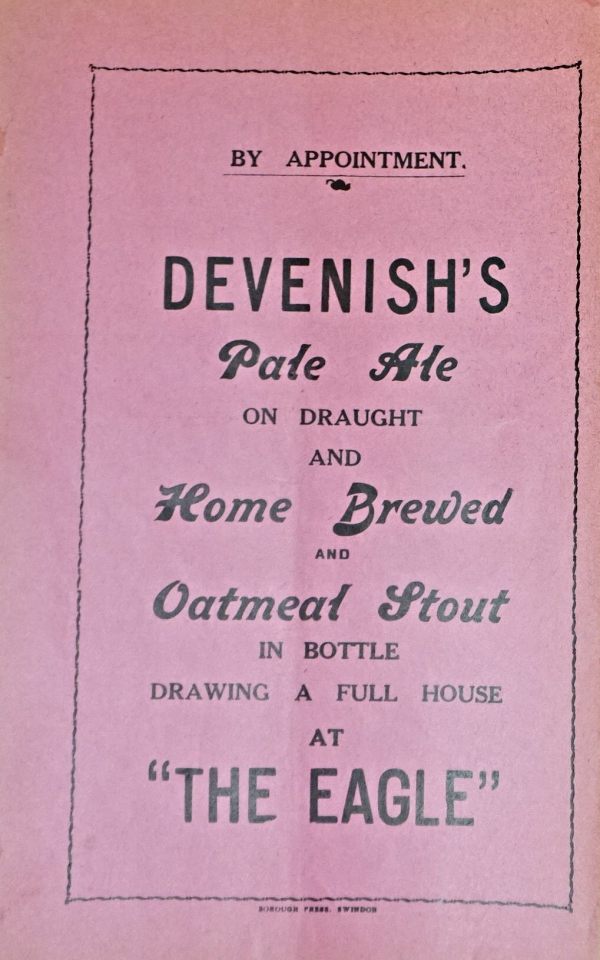 BY APPOINTMENT.
DEVENISH'S
Pale Ale
ON DRAUGHT
AND
Home Brewed
AND
Oatmeal Stout
IN BOTTLE
DRAWING A FULL HOUSE
AT
"THE EAGLE"
BOROUGH PRESS, SWINDON